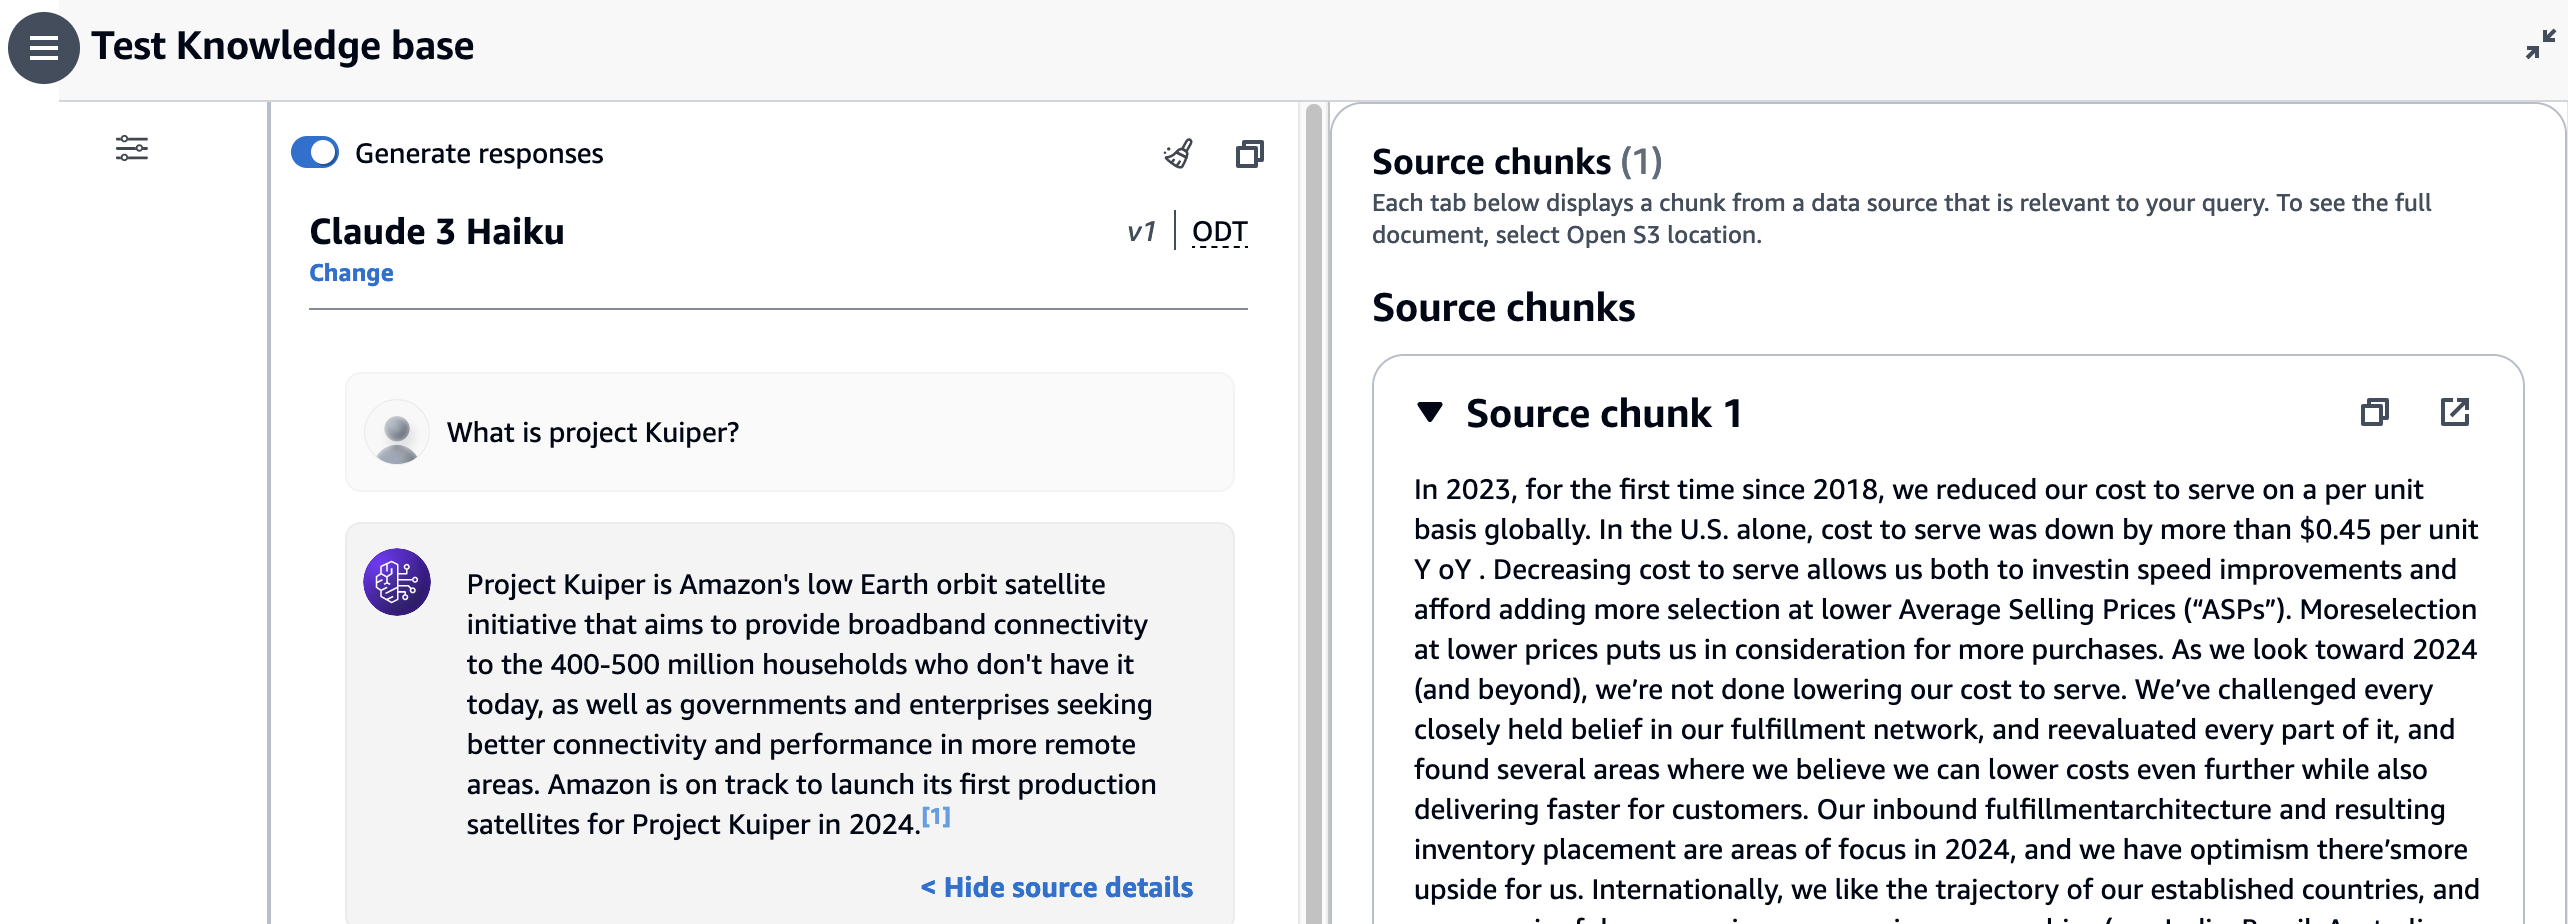 Test Knowledge base
Generate responses
Claude 3 Haiku
v1
ODT
Change
What is project Kuiper?
Project Kuiper is Amazon's low Earth orbit satellite
initiative that aims to provide broadband connectivity
to the 400-500 million households who don't have it
today, as well as governments and enterprises seeking
better connectivity and performance in more remote
areas. Amazon is on track to launch its first production
satellites for Project Kuiper in 2024.[1]
< Hide source details
Source chunks (1)
Each tab below displays a chunk from a data source that is relevant to your query. To see the full
document, select Open S3 location.
Source chunks
Source chunk 1
In 2023, for the first time since 2018, we reduced our cost to serve on a per unit
basis globally. In the U.S. alone, cost to serve was down by more than $0.45 per unit
Y oY . Decreasing cost to serve allows us both to investin speed improvements and
afford adding more selection at lower Average Selling Prices (“ASPs”). Moreselection
at lower prices puts us in consideration for more purchases. As we look toward 2024
(and beyond), we’re not done lowering our cost to serve. We’ve challenged every
closely held belief in our fulfillment network, and reevaluated every part of it, and
found several areas where we believe we can lower costs even further while also
delivering faster for customers. Our inbound fulfillmentarchitecture and resulting
inventory placement are areas of focus in 2024, and we have optimism there’smore
upside for us. Internationally, we like the trajectory of our established countries, and